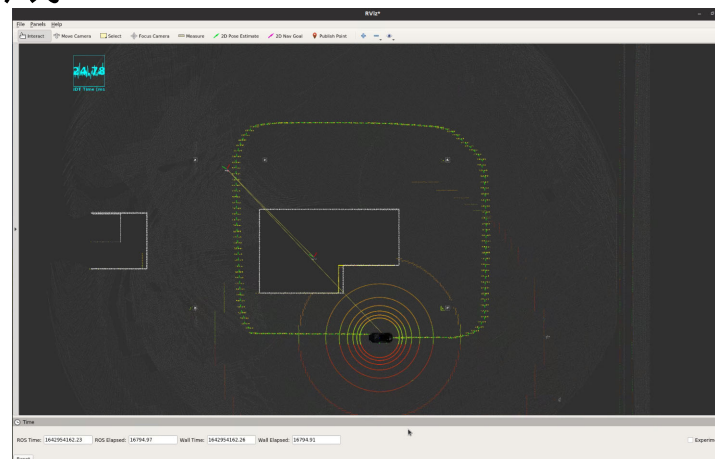 RViz*
File Panels Help
Interact Move Camera Select Focus Camera Measure 2D Pose Estimate 2D Nav Goal Publish Point
24.78
Time
ROS Time: 1642954162.23 ROS Elapsed: 16794.97 Wall Time: 1642954162.26 Wall Elapsed: 16794.91 Experim